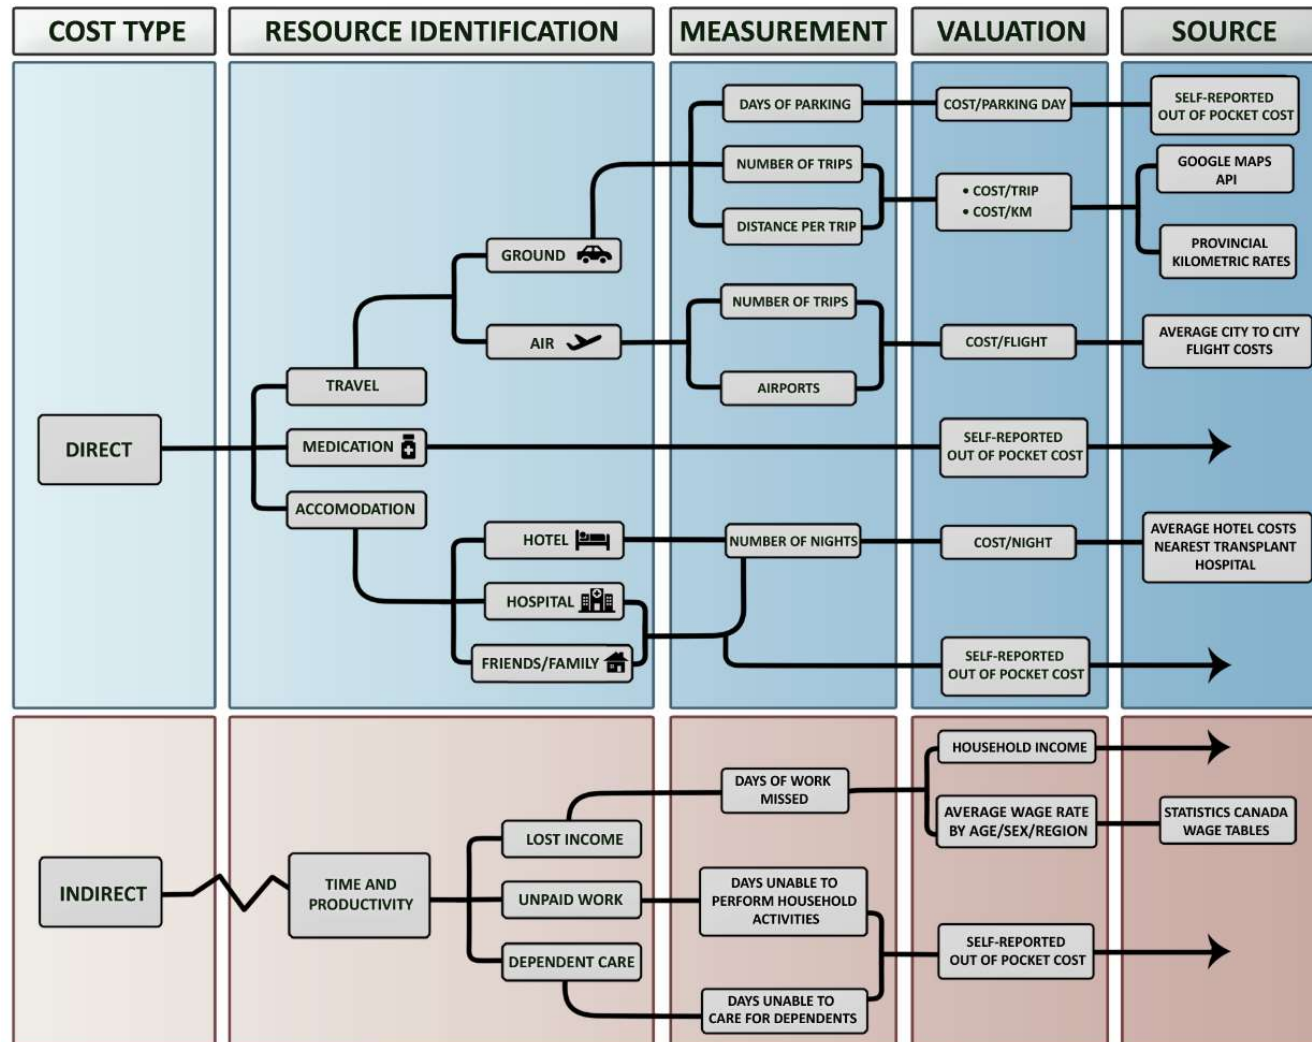 COST TYPE
RESOURCE IDENTIFICATION
MEASUREMENT
VALUATION
SOURCE
DAYS OF PARKING
COST/PARKING DAY
SELF-REPORTED
OUT OF POCKET COST
NUMBER OF TRIPS
• COST/TRIP
• COST/KM
GOOGLE MAPS
API
DISTANCE PER TRIP
PROVINCIAL
KILOMETRIC RATES
GROUND
NUMBER OF TRIPS
AIR
COST/FLIGHT
AVERAGE CITY TO CITY
FLIGHT COSTS
TRAVEL
AIRPORTS
DIRECT
MEDICATION
SELF-REPORTED
OUT OF POCKET COST
ACCOMODATION
HOTEL
NUMBER OF NIGHTS
COST/NIGHT
AVERAGE HOTEL COSTS
NEAREST TRANSPLANT
HOSPITAL
HOSPITAL
FRIENDS/FAMILY
SELF-REPORTED
OUT OF POCKET COST
HOUSEHOLD INCOME
DAYS OF WORK
MISSED
AVERAGE WAGE RATE
BY AGE/SEX/REGION
STATISTICS CANADA
WAGE TABLES
LOST INCOME
INDIRECT
TIME AND
PRODUCTIVITY
UNPAID WORK
DAYS UNABLE TO
PERFORM HOUSEHOLD
ACTIVITIES
DEPENDENT CARE
SELF-REPORTED
OUT OF POCKET COST
DAYS UNABLE TO
CARE FOR DEPENDENTS